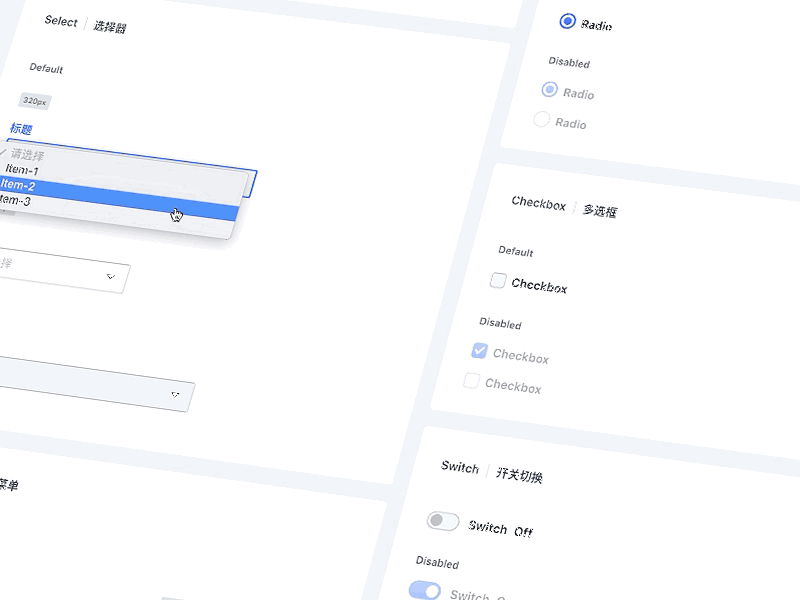 Select 选择器
Default
320px
标题
请选择
Item-1
Item-2
Item-3
择
菜单
Radio
Disabled
Radio
Radio
Checkbox 多选框
Default
Checkbox
Disabled
Checkbox
Checkbox
Switch 开关切换
Switch Off
Disabled
Switch